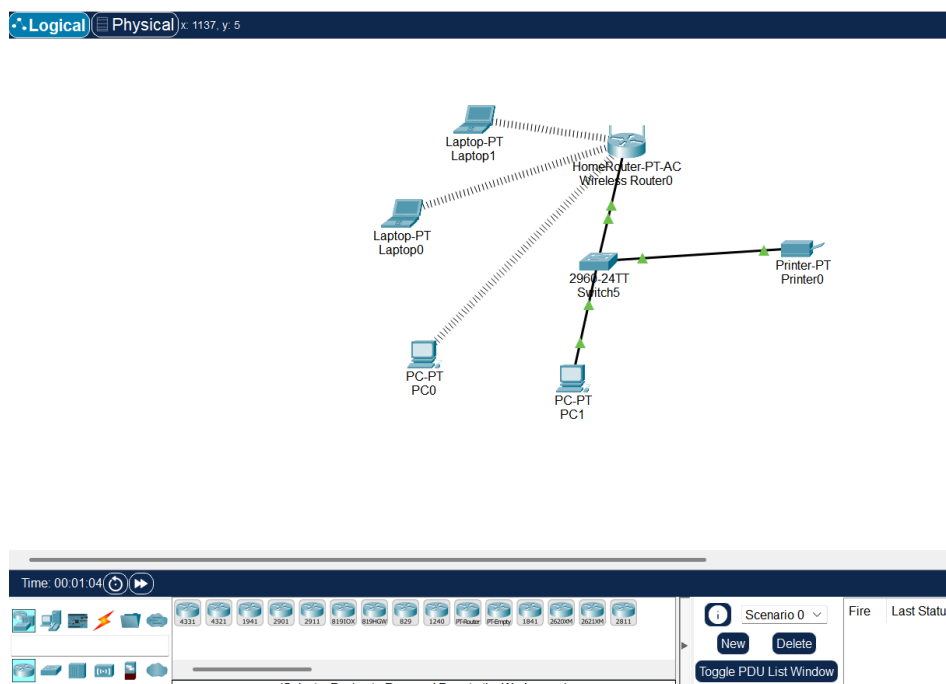 Logical Physical x: 1137, y: 5
Laptop-PT
Laptop1
HomeRouter-PT-AC
Wireless Router0
Laptop-PT
Laptop0
Printer-PT
Printer0
2960-24TT
Switch5
PC-PT
PC0
PC-PT
PC1
Time: 00:01:04
4331 4321 1941 2901 2911 819IOX 819HGW 829 1240 PT-Router PT-Empty 1841 2620XM 2621XM 2811
Scenario 0
Fire Last Statu
New Delete
Toggle PDU List Window